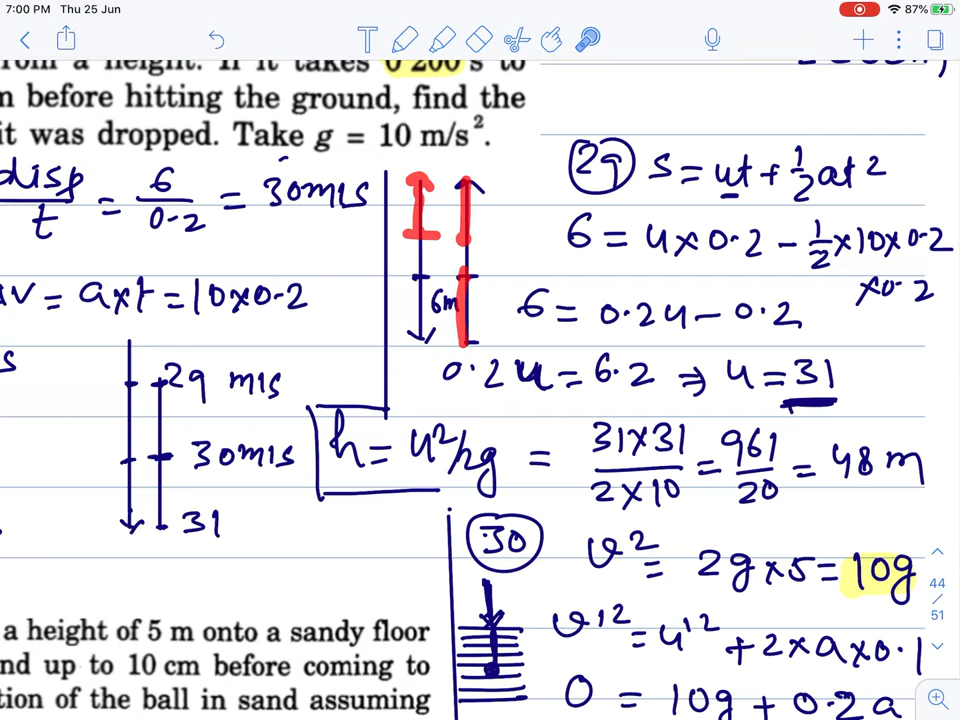 7:00 PM Thu 25 Jun 87%
from a height. If it takes 0·200 s to
m before hitting the ground, find the
it was dropped. Take g = 10 m/s².
disp/t = 6/0.2 = 30m/s
ΔV = a×t = 10×0.2
s
29 m/s
30m/s
31
6m
29 s = ut + 1/2 at²
6 = u×0.2 - 1/2×10×0.2
×0.2
6 = 0.2u - 0.2
0.2u = 6.2 ⇒ u = 31
h = u²/2g = 31×31/2×10 = 961/20 = 48 m
30 v² = 2g×5 = 10g
v'² = u'² + 2×a×0.1
0 = 10g + 0.2a
a height of 5 m onto a sandy floor
nd up to 10 cm before coming to
tion of the ball in sand assuming
44
/
51